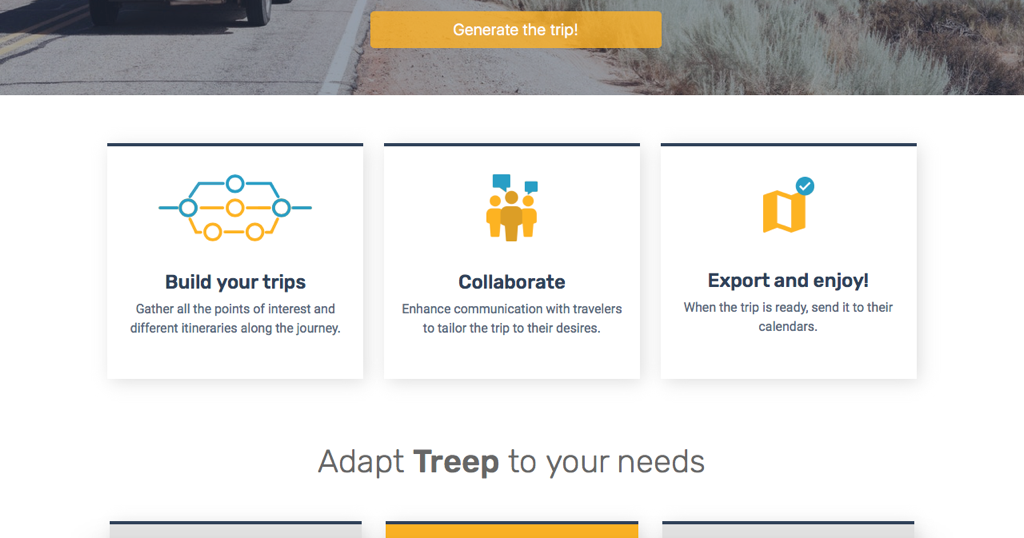 Generate the trip!
Build your trips
Gather all the points of interest and
different itineraries along the journey.
Collaborate
Enhance communication with travelers
to tailor the trip to their desires.
Export and enjoy!
When the trip is ready, send it to their
calendars.
Adapt Treep to your needs